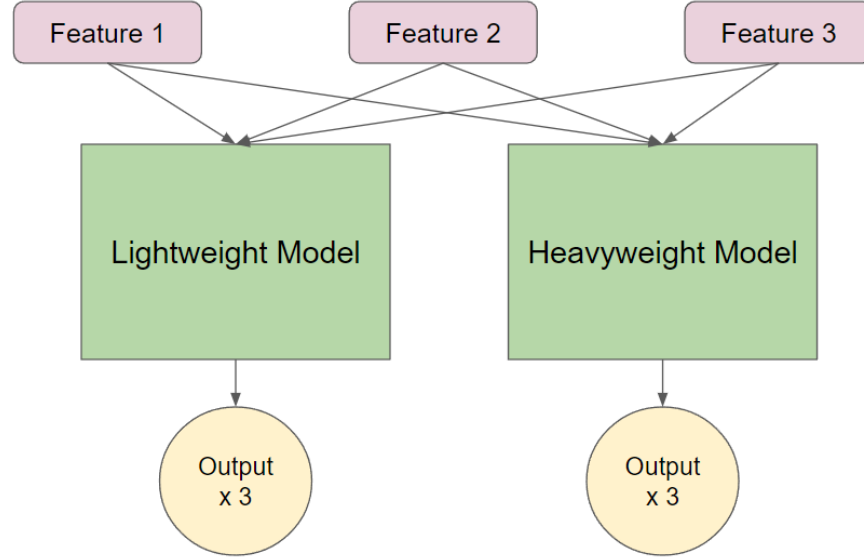 Feature 1
Feature 2
Feature 3
Lightweight Model
Heavyweight Model
Output
x 3
Output
x 3